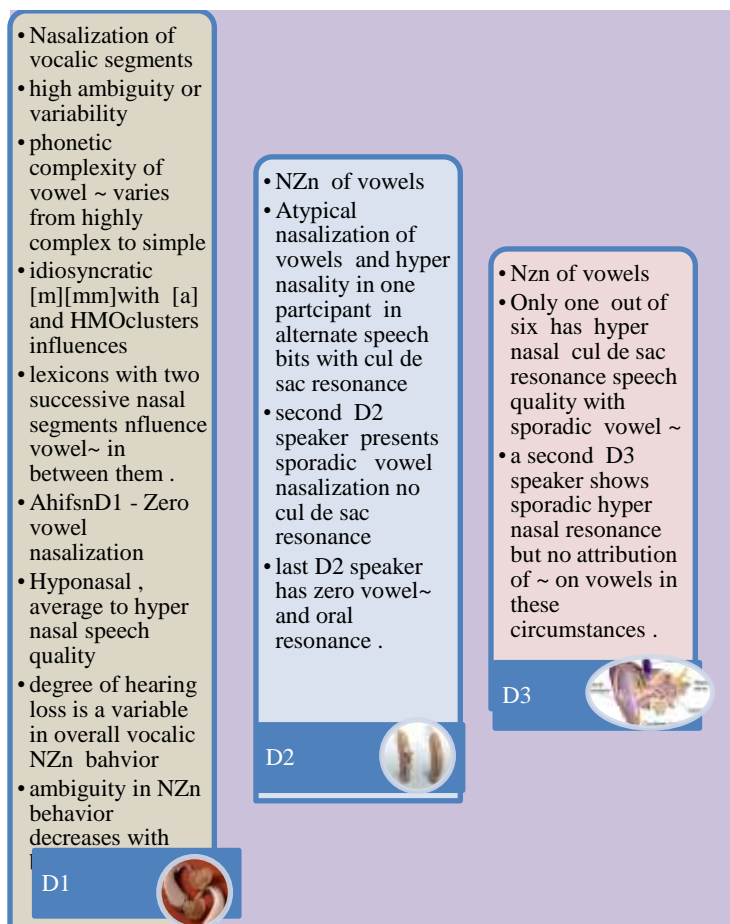 • Nasalization of
vocalic segments
• high ambiguity or
variability
• phonetic
complexity of
vowel ~ varies
from highly
complex to simple
• idiosyncratic
[m][mm]with [a]
and HMOclusters
influences
• lexicons with two
successive nasal
segments nfluence
vowel~ in
between them .
• AhifsnD1 - Zero
vowel
nasalization
• Hyponasal ,
average to hyper
nasal speech
quality
• degree of hearing
loss is a variable
in overall vocalic
NZn bahvior
• ambiguity in NZn
behavior
decreases with
D1
• NZn of vowels
• Atypical
nasalization of
vowels and hyper
nasality in one
partcipant in
alternate speech
bits with cul de
sac resonance
• second D2
speaker presents
sporadic vowel
nasalization no
cul de sac
resonance
• last D2 speaker
has zero vowel~
and oral
resonance .
D2
• Nzn of vowels
• Only one out of
six has hyper
nasal cul de sac
resonance speech
quality with
sporadic vowel ~
• a second D3
speaker shows
sporadic hyper
nasal resonance
but no attribution
of ~ on vowels in
these
circumstances .
D3